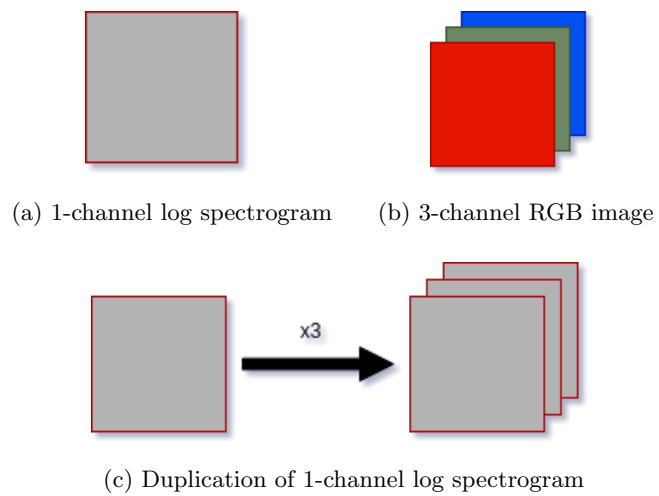 (a) 1-channel log spectrogram
(b) 3-channel RGB image
x3
(c) Duplication of 1-channel log spectrogram